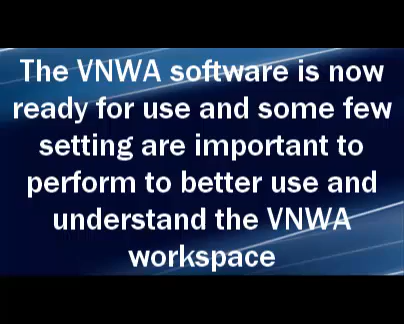 The VNWA software is now
ready for use and some few
setting are important to
perform to better use and
understand the VNWA
workspace